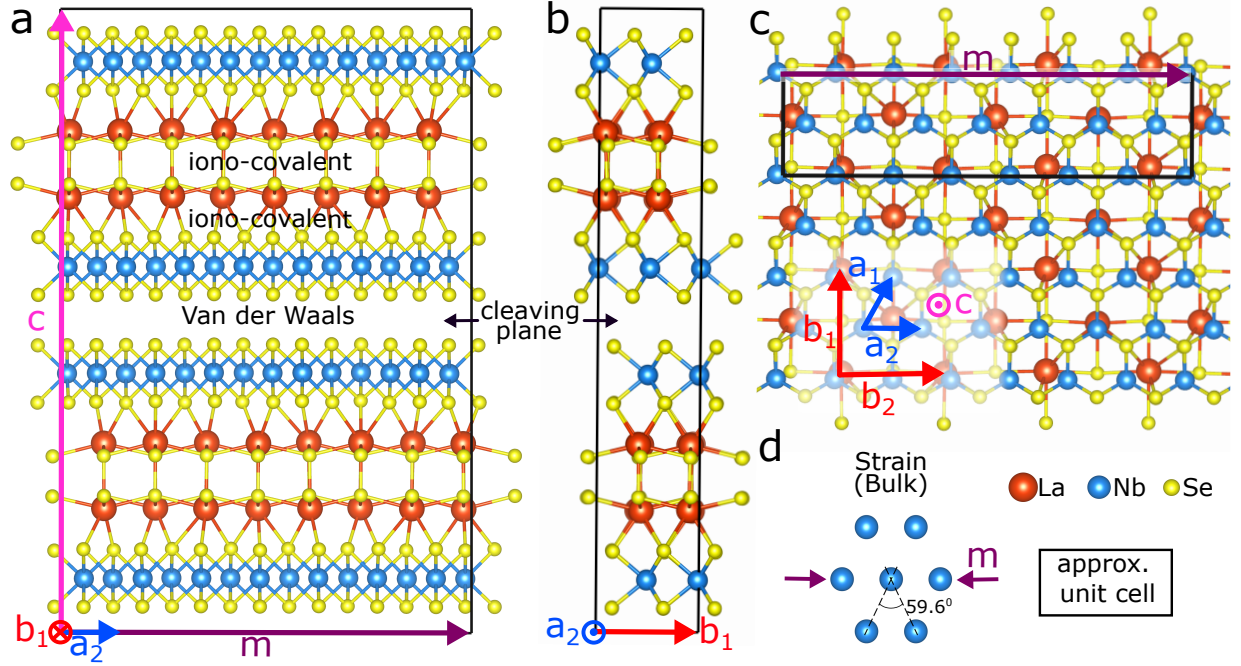 a
iono-covalent
iono-covalent
c
Van der Waals
b₁
a₂
m
b
cleaving
plane
a₂
b₁
c
m
a₁
b₁
c
a₂
b₂
d
Strain
(Bulk)
m
59.6⁰
La
Nb
Se
approx.
unit cell